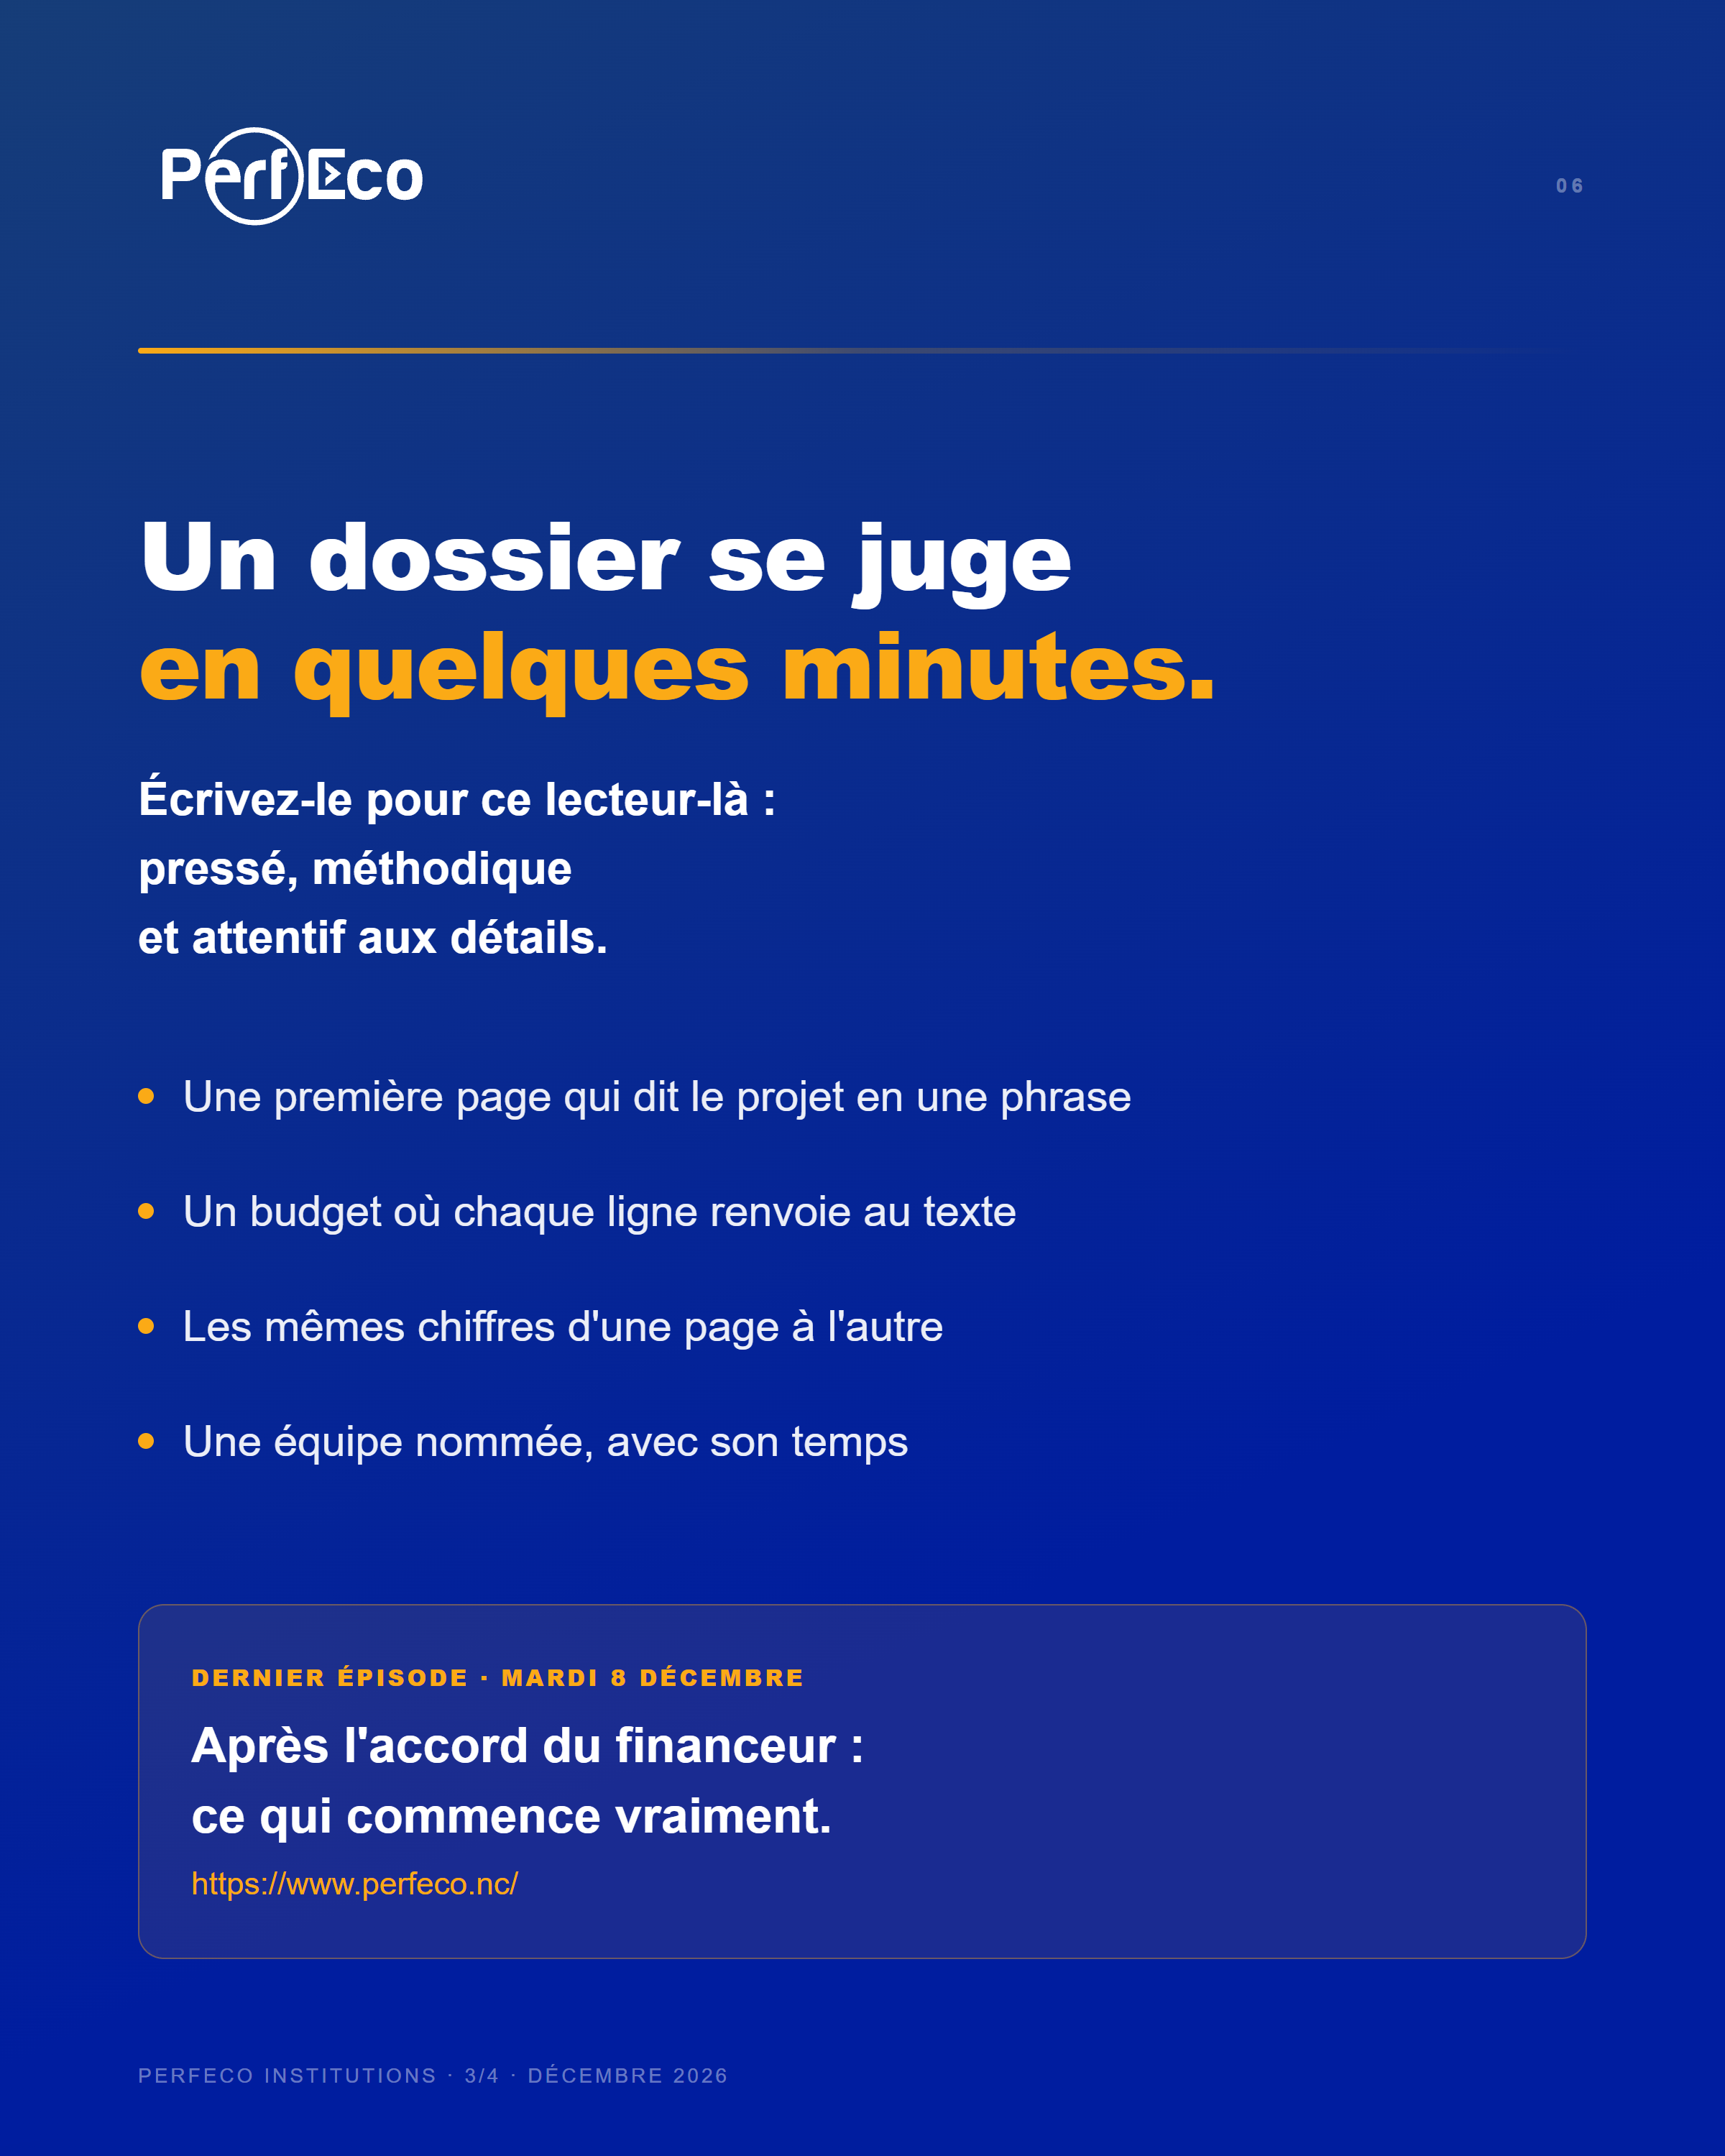 PerfEco
06
Un dossier se juge
en quelques minutes.
Écrivez-le pour ce lecteur-là :
pressé, méthodique
et attentif aux détails.
Une première page qui dit le projet en une phrase
Un budget où chaque ligne renvoie au texte
Les mêmes chiffres d'une page à l'autre
Une équipe nommée, avec son temps
DERNIER ÉPISODE · MARDI 8 DÉCEMBRE
Après l'accord du financeur :
ce qui commence vraiment.
https://www.perfeco.nc/
PERFECO INSTITUTIONS · 3/4 · DÉCEMBRE 2026